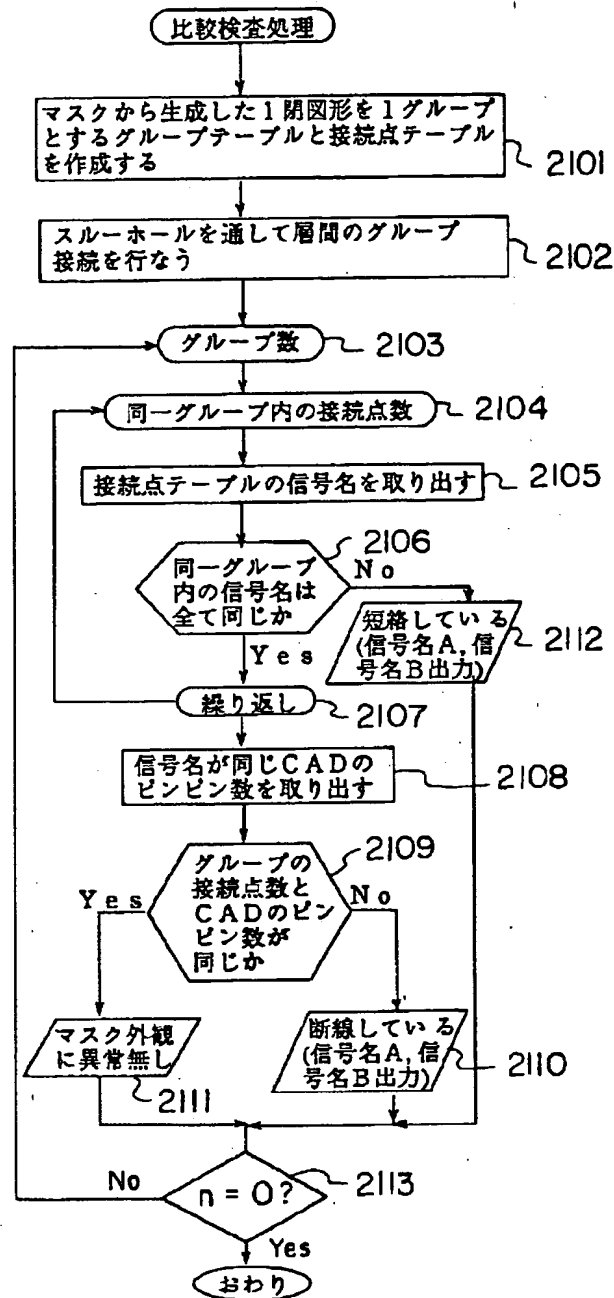 比較検査処理
マスクから生成した1閉図形を1グループ
とするグループテーブルと接続点テーブル
を作成する
2101
スルーホールを通して層間のグループ
接続を行なう
2102
グループ数
2103
同一グループ内の接続点数
2104
接続点テーブルの信号名を取り出す
2105
2106
同一グループ
内の信号名は
全て同じか
No
Yes
短絡している
(信号名A,信
号名B出力)
2112
繰り返し
2107
信号名が同じCADの
ピンピン数を取り出す
2108
2109
グループの
接続点数と
CADのピン
ピン数が
同じか
Yes
No
マスク外観
に異常無し
2111
断線している
(信号名A,信
号名B出力)
2110
No
n=0?
2113
Yes
おわり